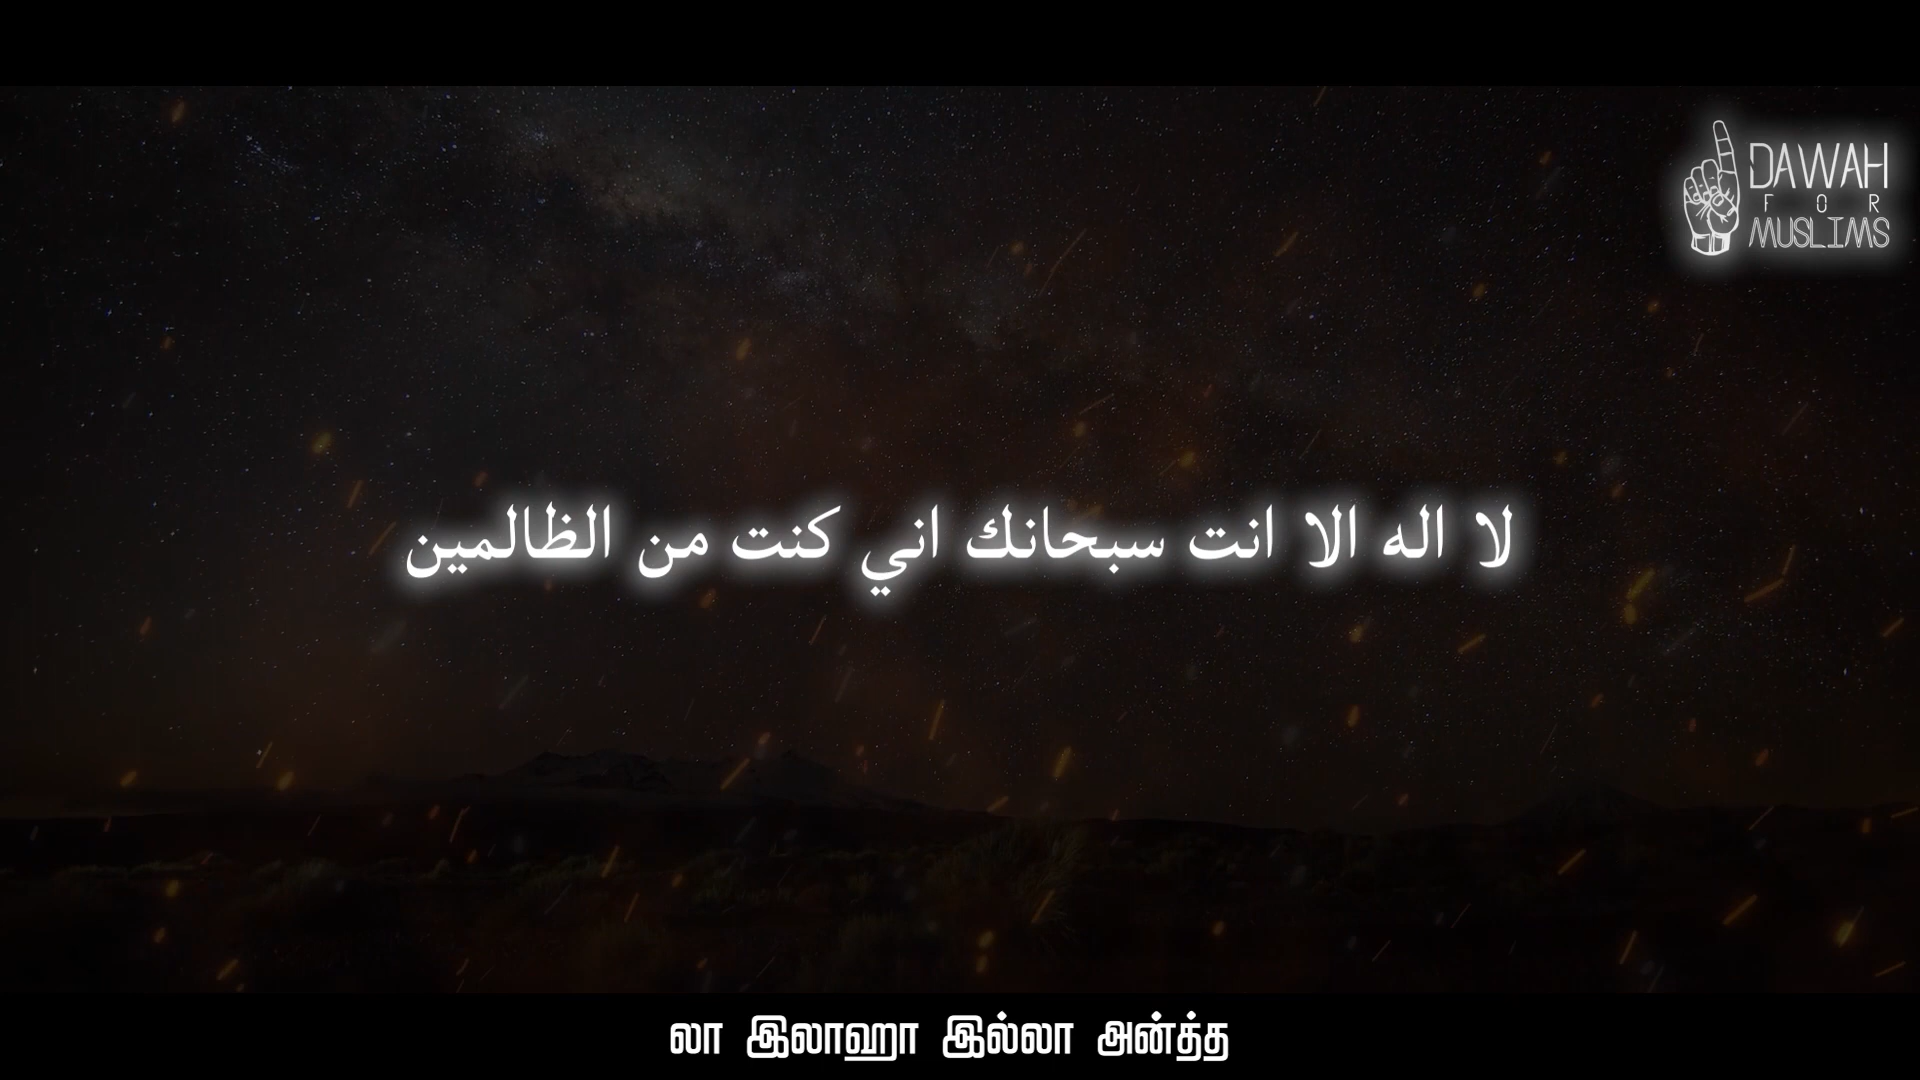 DAWAH
FOR
MUSLIMS
لا اله الا انت سبحانك اني كنت من الظالمين
லா இலாஹா இல்லா அன்த்த